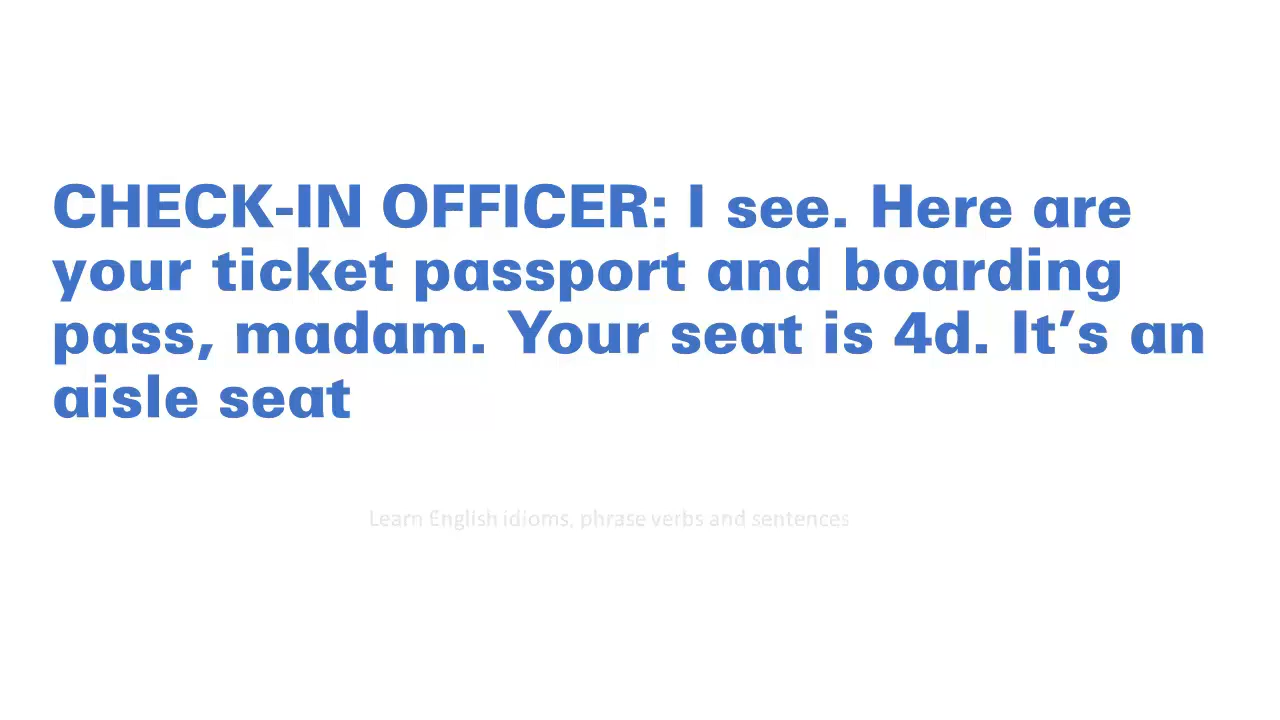 CHECK-IN OFFICER: I see. Here are
your ticket passport and boarding
pass, madam. Your seat is 4d. It’s an
aisle seat
Learn English idioms, phrase verbs and sentences